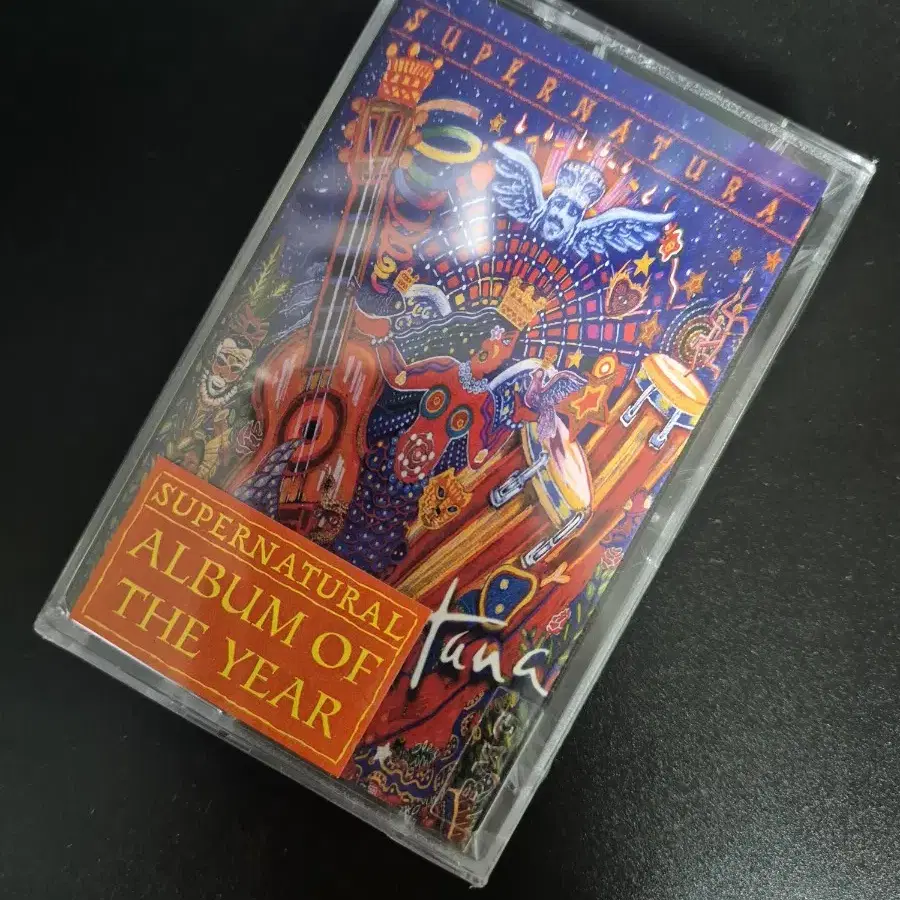 SUPERNATURA
SUPERNATURAL
ALBUM OF
THE YEAR
tana